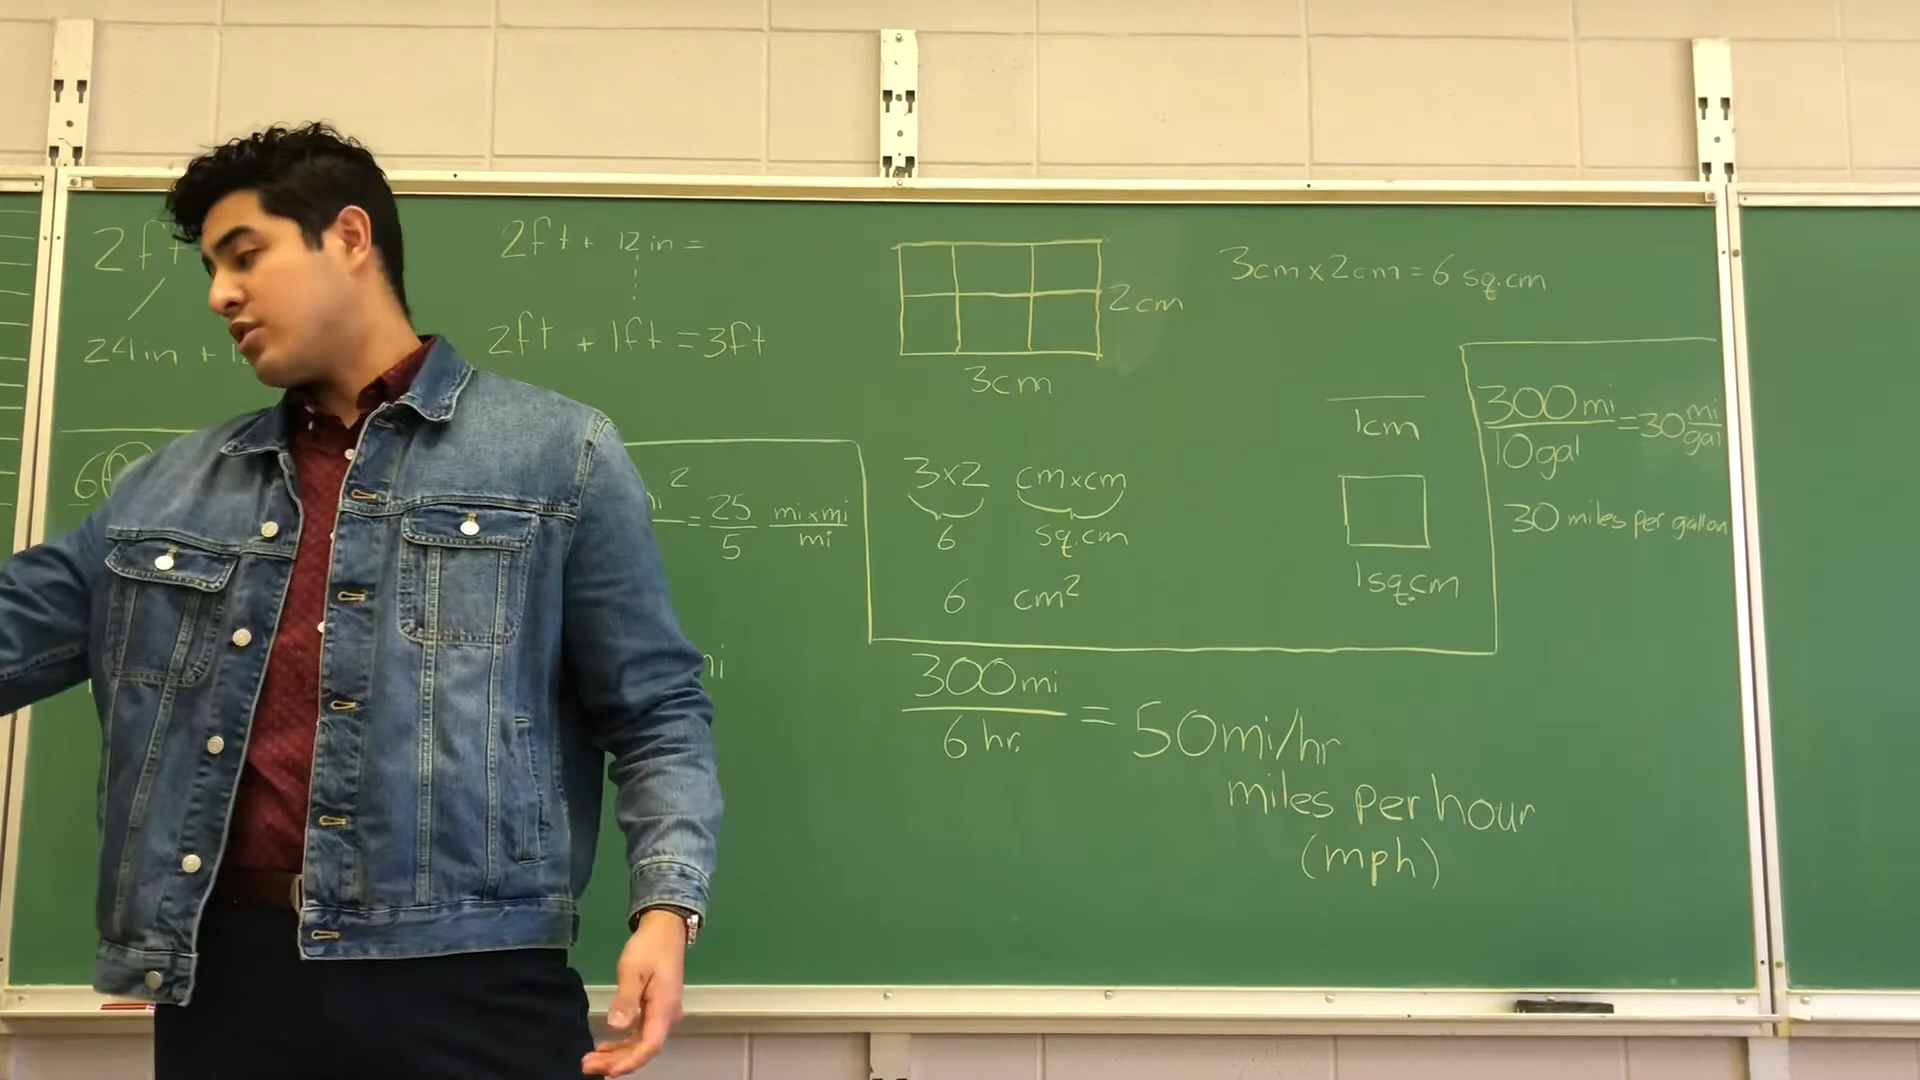 2ft
24in +
2ft + 12 in =
2ft + 1ft = 3ft
2cm
3cm
3cm x 2cm = 6 sq.cm
3x2 cm x cm
6 sq.cm
6 cm²
1cm
1sq.cm
300mi
10gal
=30 mi
gal
30 miles per gallon
2
= 25 mi x mi
5 mi
300mi
6 hr.
= 50mi/hr
miles per hour
(mph)